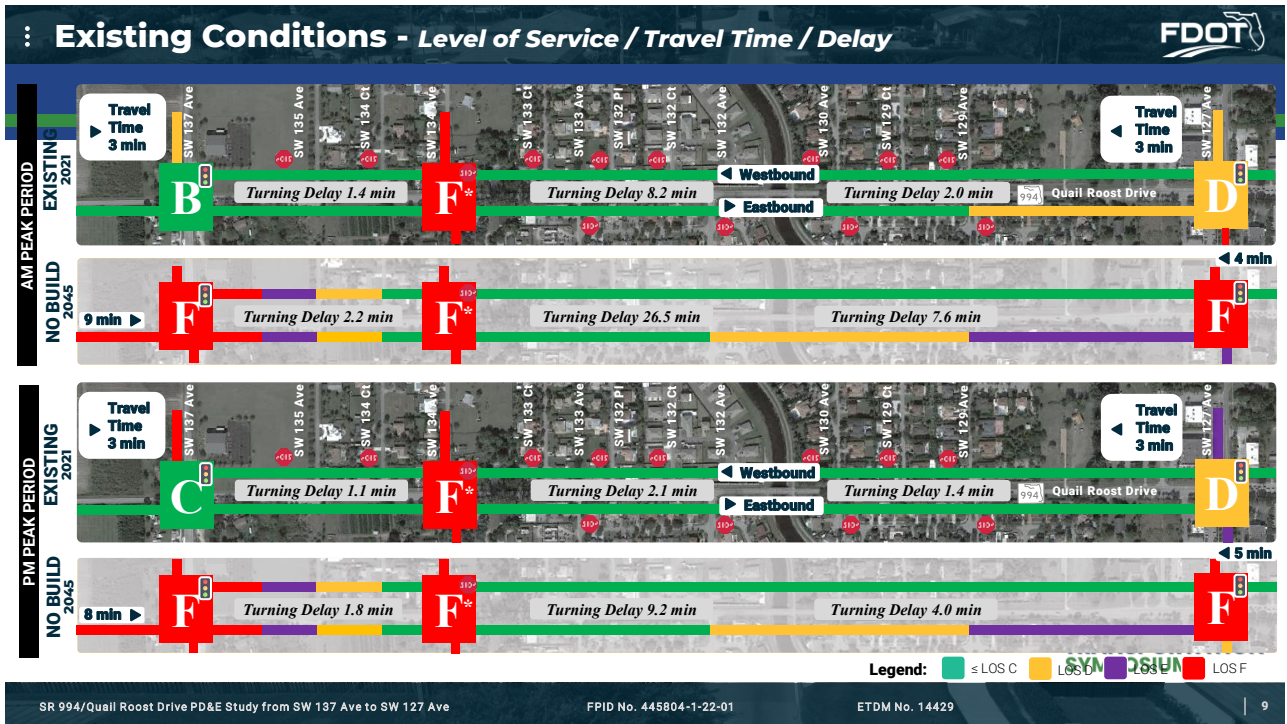 Existing Conditions - Level of Service / Travel Time / Delay
FDOT
AM PEAK PERIOD
EXISTING
2021
Travel
Time
3 min
SW 137 Ave
SW 135 Ave
SW 134 Ct
SW 134 Ave
SW 133 Ct
SW 133 Ave
SW 132 Pl
SW 132 Ct
SW 132 Ave
SW 130 Ave
SW 129 Ct
SW 129 Ave
Travel
Time
3 min
SW 127 Ave
Westbound
B
Turning Delay 1.4 min
F*
Turning Delay 8.2 min
Turning Delay 2.0 min
994
Quail Roost Drive
D
Eastbound
NO BUILD
2045
4 min
9 min
F
Turning Delay 2.2 min
F*
Turning Delay 26.5 min
Turning Delay 7.6 min
F
PM PEAK PERIOD
EXISTING
2021
Travel
Time
3 min
SW 137 Ave
SW 135 Ave
SW 134 Ct
SW 134 Ave
SW 133 Ct
SW 133 Ave
SW 132 Pl
SW 132 Ct
SW 132 Ave
SW 130 Ave
SW 129 Ct
SW 129 Ave
Travel
Time
3 min
SW 127 Ave
Westbound
C
Turning Delay 1.1 min
F*
Turning Delay 2.1 min
Turning Delay 1.4 min
994
Quail Roost Drive
D
Eastbound
NO BUILD
2045
5 min
8 min
F
Turning Delay 1.8 min
F*
Turning Delay 9.2 min
Turning Delay 4.0 min
F
SYMPOSIUM
Legend: ≤ LOS C LOS D LOS E LOS F
SR 994/Quail Roost Drive PD&E Study from SW 137 Ave to SW 127 Ave FPID No. 445804-1-22-01 ETDM No. 14429 9